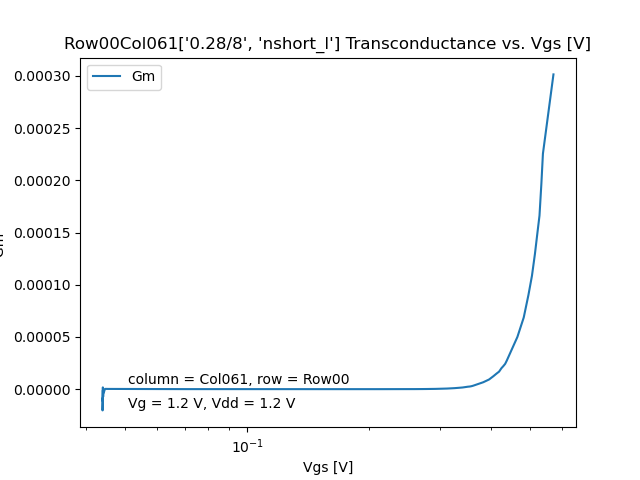 Row00Col061['0.28/8', 'nshort_l'] Transconductance vs. Vgs [V]
Gm
0.00030
0.00025
0.00020
0.00015
0.00010
0.00005
0.00000
column = Col061, row = Row00
Vg = 1.2 V, Vdd = 1.2 V
10⁻¹
Vgs [V]